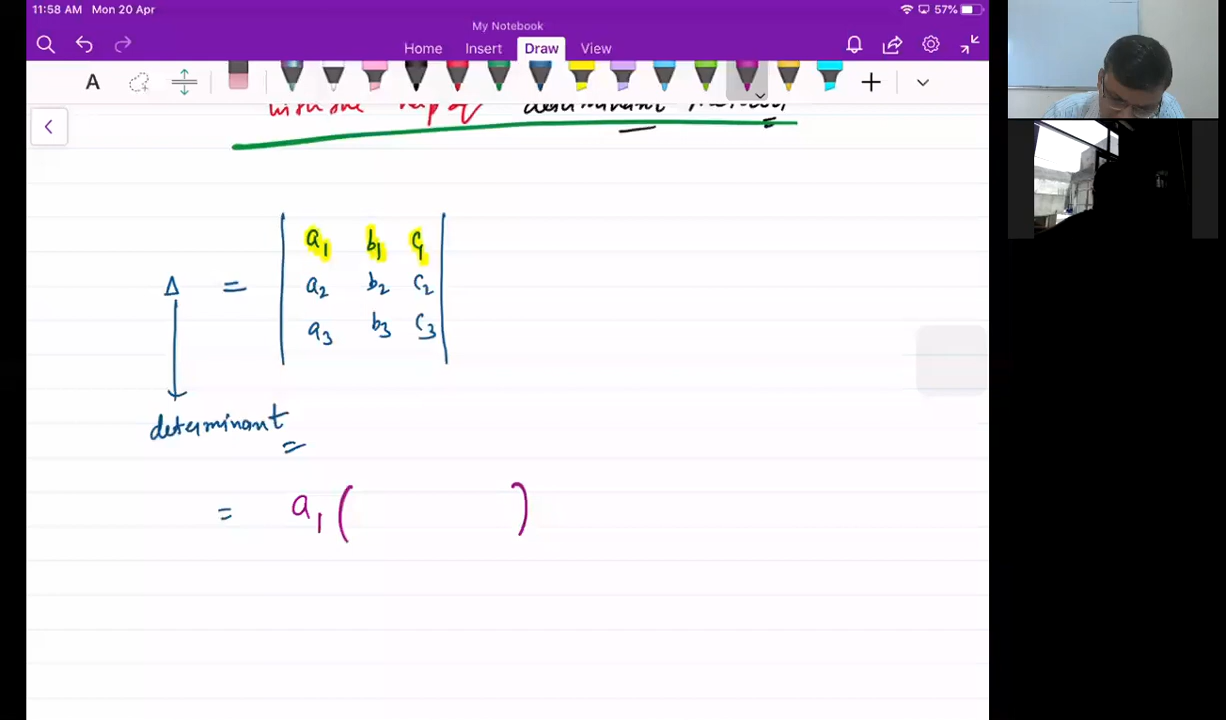 11:58 AM Mon 20 Apr
57%
My Notebook
Home Insert Draw View
A
determinant
Δ = | a₁ b₁ c₁ |
| a₂ b₂ c₂ |
| a₃ b₃ c₃ |
determinant
= a₁ ( )